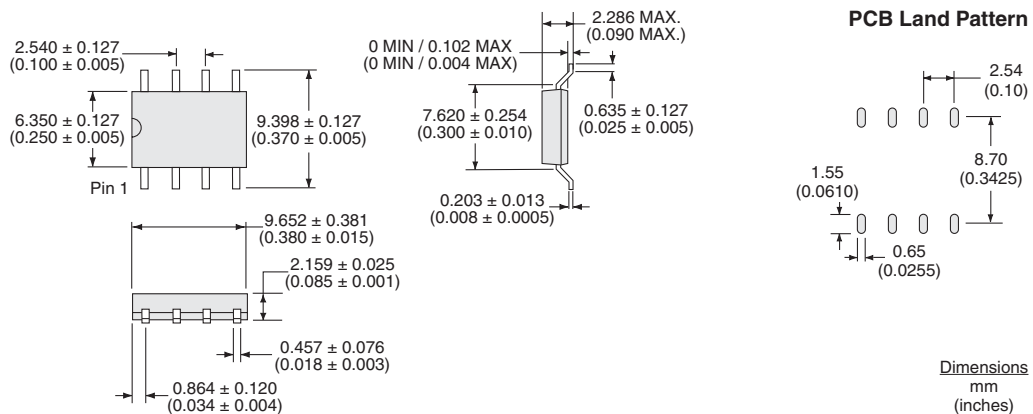 2.540 ± 0.127
(0.100 ± 0.005)
6.350 ± 0.127
(0.250 ± 0.005)
9.398 ± 0.127
(0.370 ± 0.005)
Pin 1
9.652 ± 0.381
(0.380 ± 0.015)
2.159 ± 0.025
(0.085 ± 0.001)
0.457 ± 0.076
(0.018 ± 0.003)
0.864 ± 0.120
(0.034 ± 0.004)
2.286 MAX.
(0.090 MAX.)
0 MIN / 0.102 MAX
(0 MIN / 0.004 MAX)
7.620 ± 0.254
(0.300 ± 0.010)
0.635 ± 0.127
(0.025 ± 0.005)
0.203 ± 0.013
(0.008 ± 0.0005)
PCB Land Pattern
2.54
(0.10)
8.70
(0.3425)
1.55
(0.0610)
0.65
(0.0255)
Dimensions
mm
(inches)